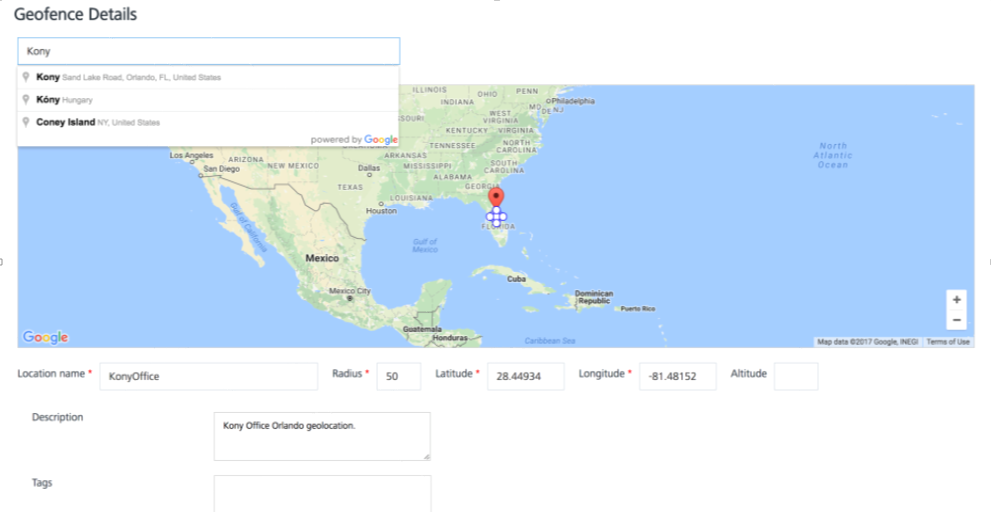 Geofence Details
Kony
Kony Sand Lake Road, Orlando, FL, United States
Kóny Hungary
Coney Island NY, United States
powered by Google
ILLINOIS
OHIO
PENN
INDIANA
Philadelphia
MD
DE
NJ
WEST
VIRGINIA
SOURI
KENTUCKY
VIRGINIA
TENNESSEE
NORTH
CAROLINA
North
Atlantic
Ocean
Los Angeles
ARIZONA
NEW MEXICO
San Diego
Dallas
ARKANSAS
MISSISSIPPI
SOUTH
CAROLINA
ALABAMA
TEXAS
GEORGIA
LOUISIANA
Houston
Gulf of California
FLORIDA
Gulf of
Mexico
Mexico
Cuba
Mexico City
Dominican
Republic
Puerto Rico
+
−
Guatemala
Honduras
Caribbean Sea
Google
Map data ©2017 Google, INEGI Terms of Use
Location name * KonyOffice Radius * 50 Latitude * 28.44934 Longitude * -81.48152 Altitude
Description
Kony Office Orlando geolocation.
Tags